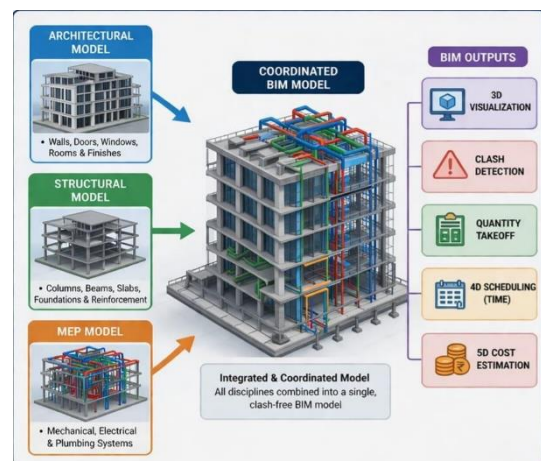 ARCHITECTURAL
MODEL
• Walls, Doors, Windows,
Rooms & Finishes
STRUCTURAL
MODEL
• Columns, Beams, Slabs,
Foundations & Reinforcement
MEP MODEL
• Mechanical, Electrical
& Plumbing Systems
COORDINATED
BIM MODEL
Integrated & Coordinated Model
All disciplines combined into a single,
clash-free BIM model
BIM OUTPUTS
3D
VISUALIZATION
CLASH
DETECTION
QUANTITY
TAKEOFF
4D SCHEDULING
(TIME)
₹
5D COST
ESTIMATION